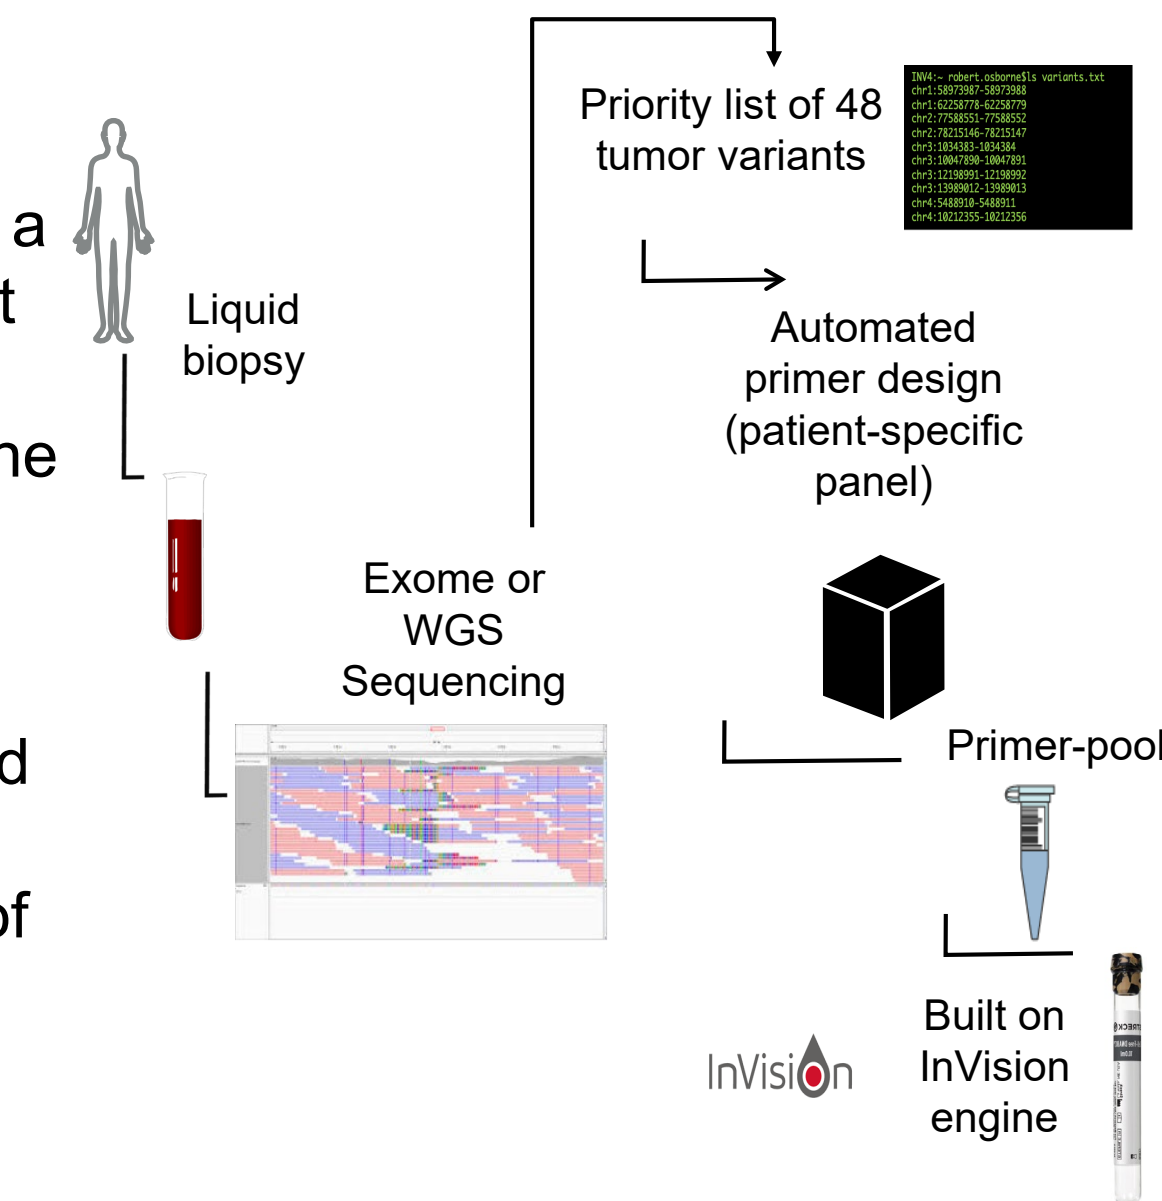 a
t
ne
d
of
Liquid
biopsy
Exome or
WGS
Sequencing
Priority list of 48
tumor variants
INV4:~ robert.osborne$ls variants.txt
chr1:58973987-58973988
chr1:62258778-62258779
chr2:77588551-77588552
chr2:78215146-78215147
chr3:1034383-1034384
chr3:10047890-10047891
chr3:12198991-12198992
chr3:13989012-13989013
chr4:5488910-5488911
chr4:10212355-10212356
Automated
primer design
(patient-specific
panel)
Primer-pool
Built on
InVision
engine
InVision
STRECK